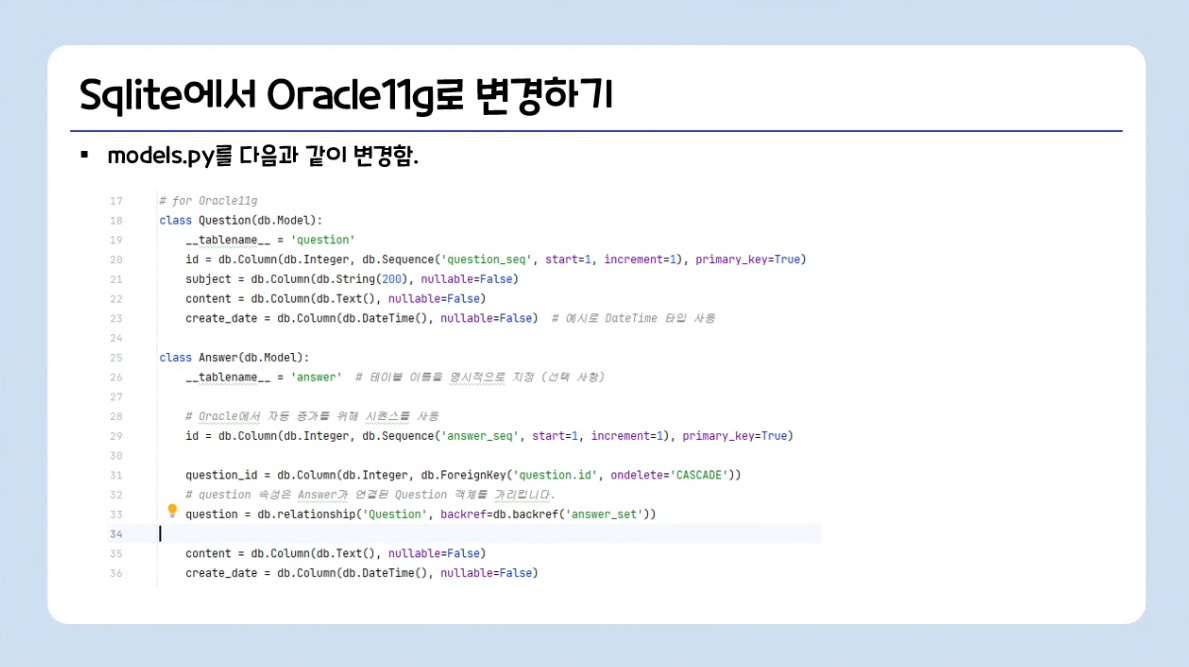 Sqlite에서 Oracle11g로 변경하기
▪ models.py를 다음과 같이 변경함.
17 # for Oracle11g
18 class Question(db.Model):
19 __tablename__ = 'question'
20 id = db.Column(db.Integer, db.Sequence('question_seq', start=1, increment=1), primary_key=True)
21 subject = db.Column(db.String(200), nullable=False)
22 content = db.Column(db.Text(), nullable=False)
23 create_date = db.Column(db.DateTime(), nullable=False)  # 예시로 DateTime 타입 사용
24
25 class Answer(db.Model):
26 __tablename__ = 'answer'  # 테이블 이름을 명시적으로 지정 (선택 사항)
27
28 # Oracle에서 자동 증가를 위해 시퀀스를 사용
29 id = db.Column(db.Integer, db.Sequence('answer_seq', start=1, increment=1), primary_key=True)
30
31 question_id = db.Column(db.Integer, db.ForeignKey('question.id', ondelete='CASCADE'))
32 # question 속성은 Answer가 연결된 Question 객체를 가리킵니다.
33 question = db.relationship('Question', backref=db.backref('answer_set'))
34
35 content = db.Column(db.Text(), nullable=False)
36 create_date = db.Column(db.DateTime(), nullable=False)